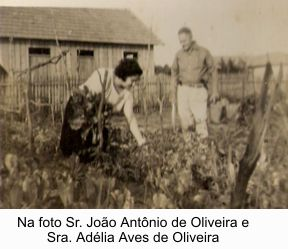 Na foto Sr. João Antônio de Oliveira e
Sra. Adélia Aves de Oliveira